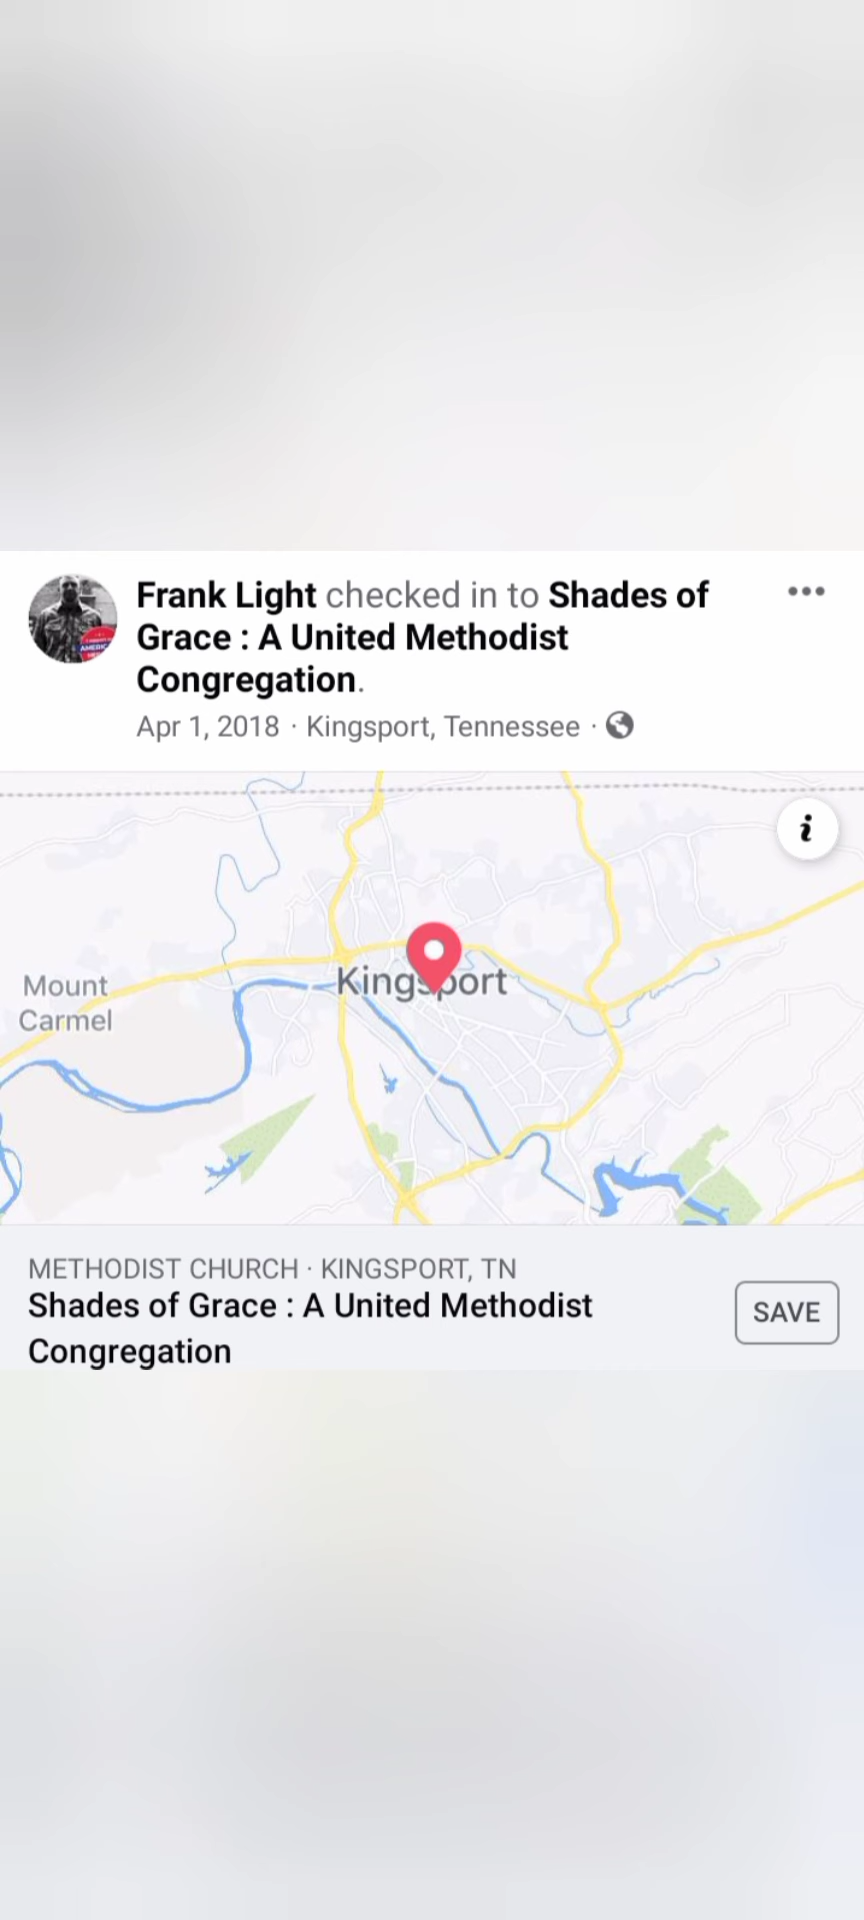 Frank Light checked in to Shades of
Grace : A United Methodist
Congregation.
Apr 1, 2018 · Kingsport, Tennessee ·
AMERIC
i
Kingsport
Mount
Carmel
METHODIST CHURCH · KINGSPORT, TN
Shades of Grace : A United Methodist
Congregation
SAVE